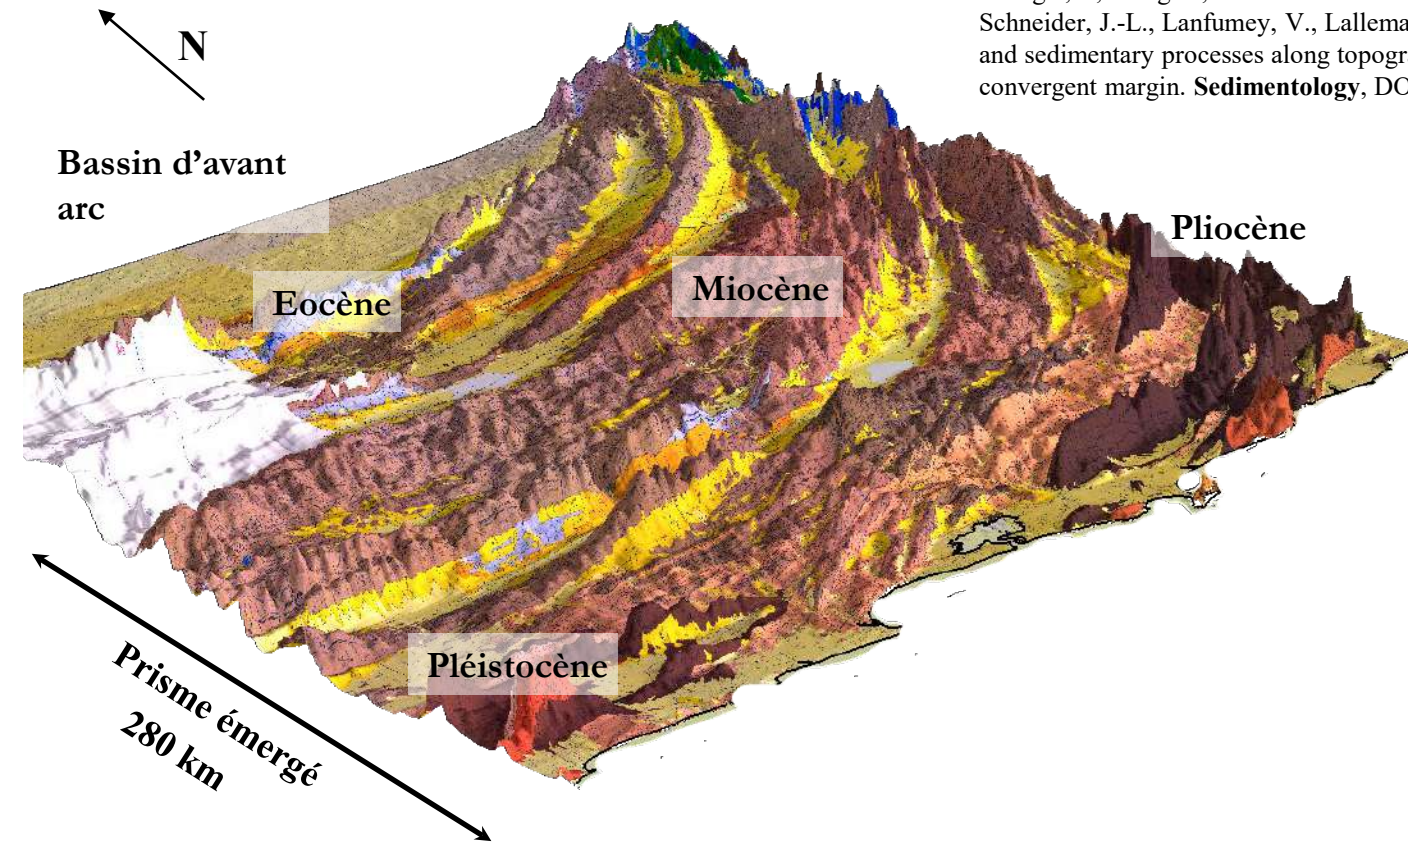 Schneider, J.-L., Lanfumey, V., Lallema
and sedimentary processes along topogra
convergent margin. Sedimentology, DO
N
Bassin d'avant
arc
Pliocène
Eocène
Miocène
Pléistocène
Prisme émergé
280 km